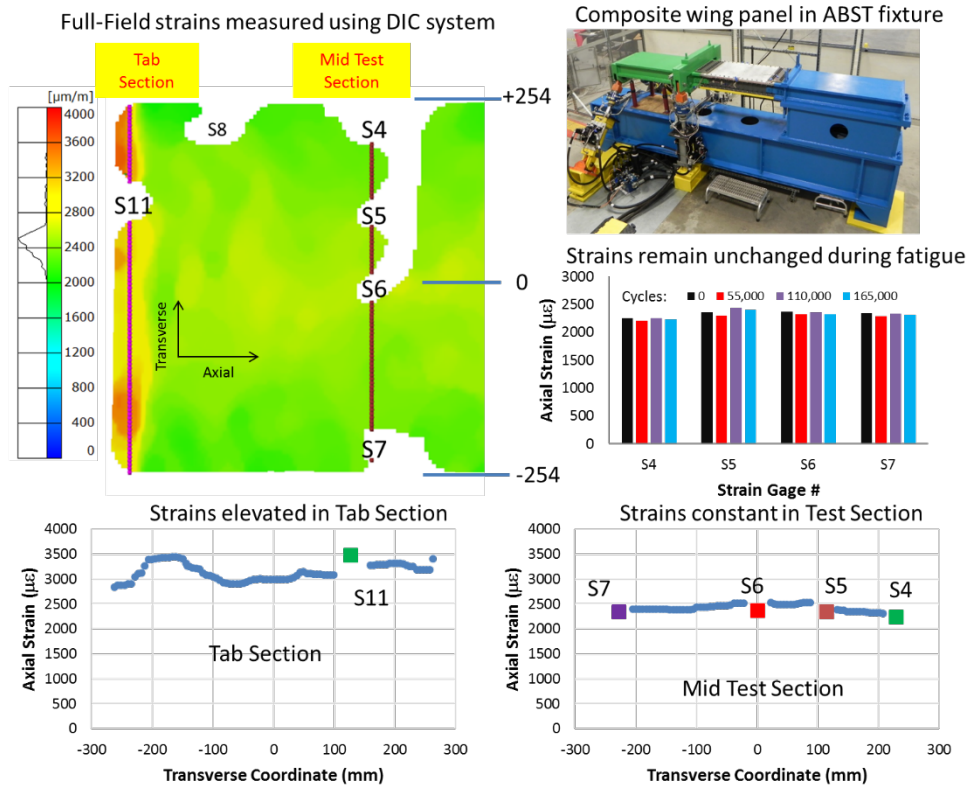 Full-Field strains measured using DIC system
Composite wing panel in ABST fixture
Tab
Section
Mid Test
Section
[µm/m]
4000
3600
3200
2800
2400
2000
1600
1200
800
400
0
S8
S4
S11
S5
S6
S7
Transverse
Axial
+254
0
-254
Strains remain unchanged during fatigue
Axial Strain (µε)
3000
2500
2000
1500
1000
500
0
Cycles: 0 55,000 110,000 165,000
S4 S5 S6 S7
Strain Gage #
Strains elevated in Tab Section
Axial Strain (µε)
4000
3500
3000
2500
2000
1500
1000
500
0
S11
Tab Section
-300 -200 -100 0 100 200 300
Transverse Coordinate (mm)
Strains constant in Test Section
Axial Strain (µε)
4000
3500
3000
2500
2000
1500
1000
500
0
S7 S6 S5 S4
Mid Test Section
-300 -200 -100 0 100 200 300
Transverse Coordinate (mm)